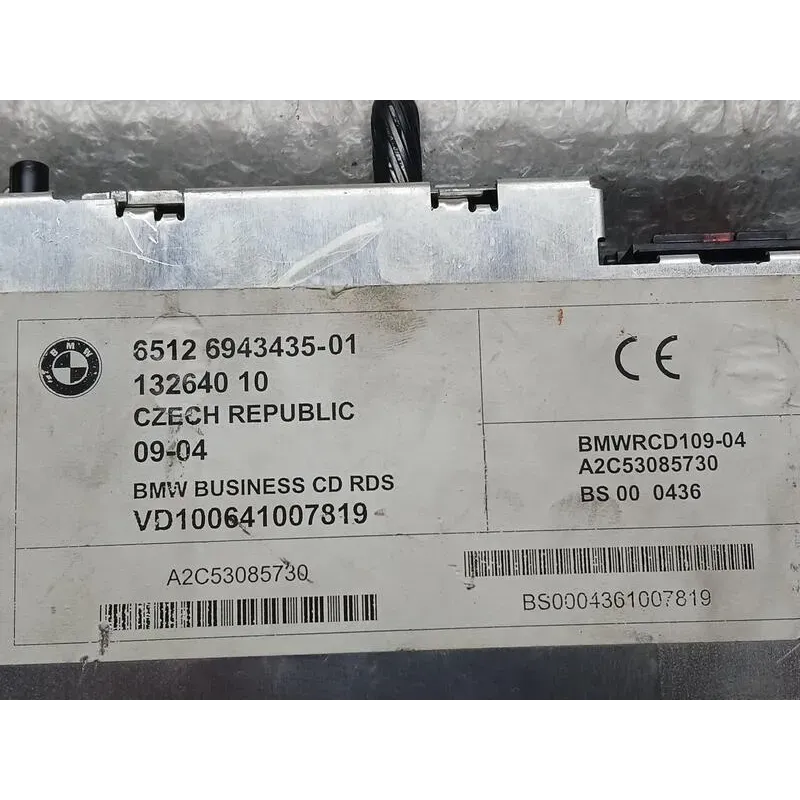 BMW
6512 6943435-01
132640 10
CZECH REPUBLIC
09-04
BMW BUSINESS CD RDS
VD100641007819
A2C53085730
CE
BMWRCD109-04
A2C53085730
BS 00 0436
BS0004361007819